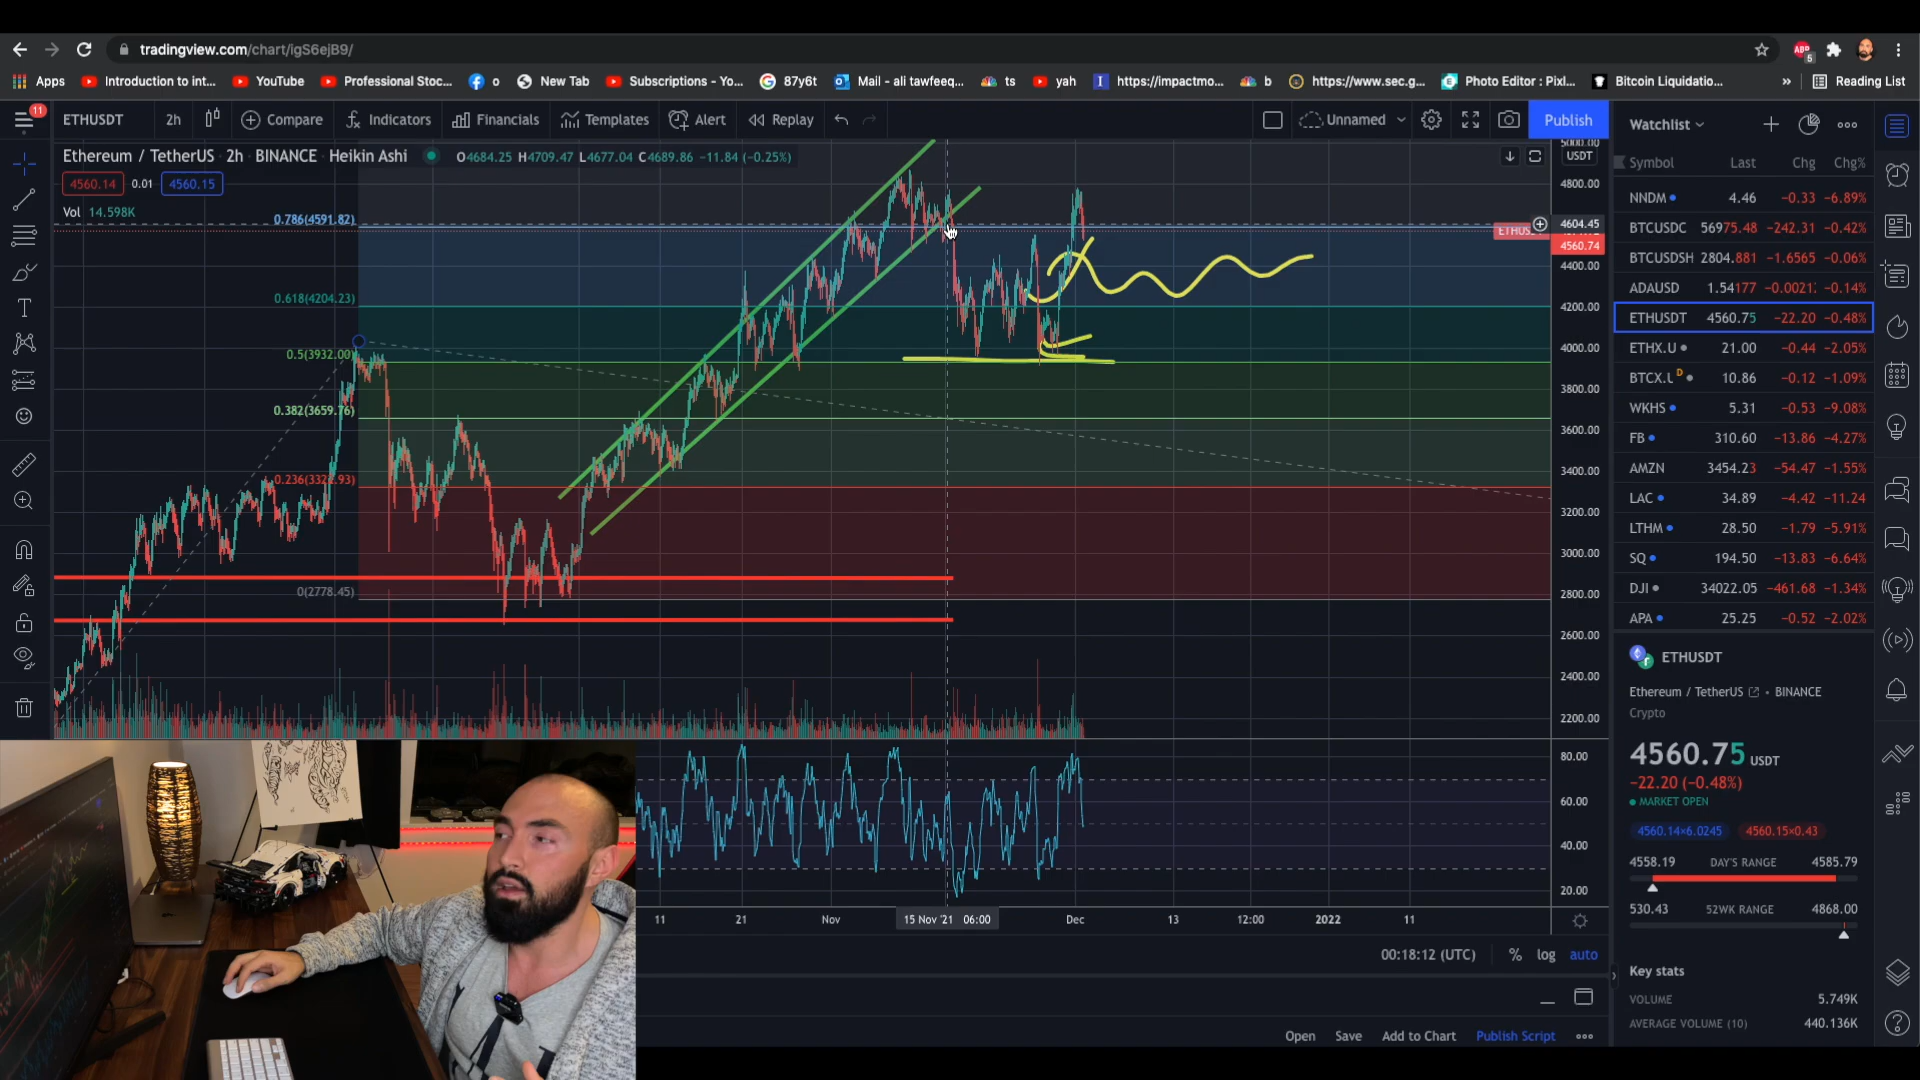 tradingview.com/chart/igS6ejB9/
ABP 5
Apps Introduction to int... YouTube Professional Stoc... o New Tab Subscriptions - Yo... 87y6t Mail - ali tawfeeq... ts yah https://impactmo... b https://www.sec.g... Photo Editor : Pixl... Bitcoin Liquidatio... » Reading List
11 ETHUSDT 2h Compare Indicators Financials Templates Alert Replay Unnamed Publish
Watchlist
Ethereum / TetherUS · 2h · BINANCE · Heikin Ashi O4684.25 H4709.47 L4677.04 C4689.86 −11.84 (−0.25%)
4560.14 0.01 4560.15
Vol 14.598K
0.786(4591.82)
0.618(4204.23)
0.5(3932.00)
0.382(3659.76)
0(2778.45)
5000.00
USDT
4800.00
4604.45
4560.74
4400.00
4200.00
4000.00
3800.00
3600.00
3400.00
3200.00
3000.00
2800.00
2600.00
2400.00
2200.00
80.00
60.00
40.00
20.00
11 21 Nov 15 Nov '21 06:00 Dec 13 12:00 2022 11
00:18:12 (UTC) % log auto
Open Save Add to Chart Publish Script
Symbol Last Chg Chg%
NNDM 4.46 −0.33 −6.89%
BTCUSDC 56975.48 −242.31 −0.42%
BTCUSDSH 2804.881 −1.6565 −0.06%
ADAUSD 1.54177 −0.0021 −0.14%
ETHUSDT 4560.75 −22.20 −0.48%
ETHX.U 21.00 −0.44 −2.05%
BTCX.U D 10.86 −0.12 −1.09%
WKHS 5.31 −0.53 −9.08%
FB 310.60 −13.86 −4.27%
AMZN 3454.23 −54.47 −1.55%
LAC 34.89 −4.42 −11.24
LTHM 28.50 −1.79 −5.91%
SQ 194.50 −13.83 −6.64%
DJI 34022.05 −461.68 −1.34%
APA 25.25 −0.52 −2.02%
ETHUSDT
Ethereum / TetherUS • BINANCE
Crypto
4560.75 USDT
−22.20 (−0.48%)
MARKET OPEN
4560.14×6.0245 4560.15×0.43
4558.19 DAY'S RANGE 4585.79
530.43 52WK RANGE 4868.00
Key stats
VOLUME 5.749K
AVERAGE VOLUME (10) 440.136K